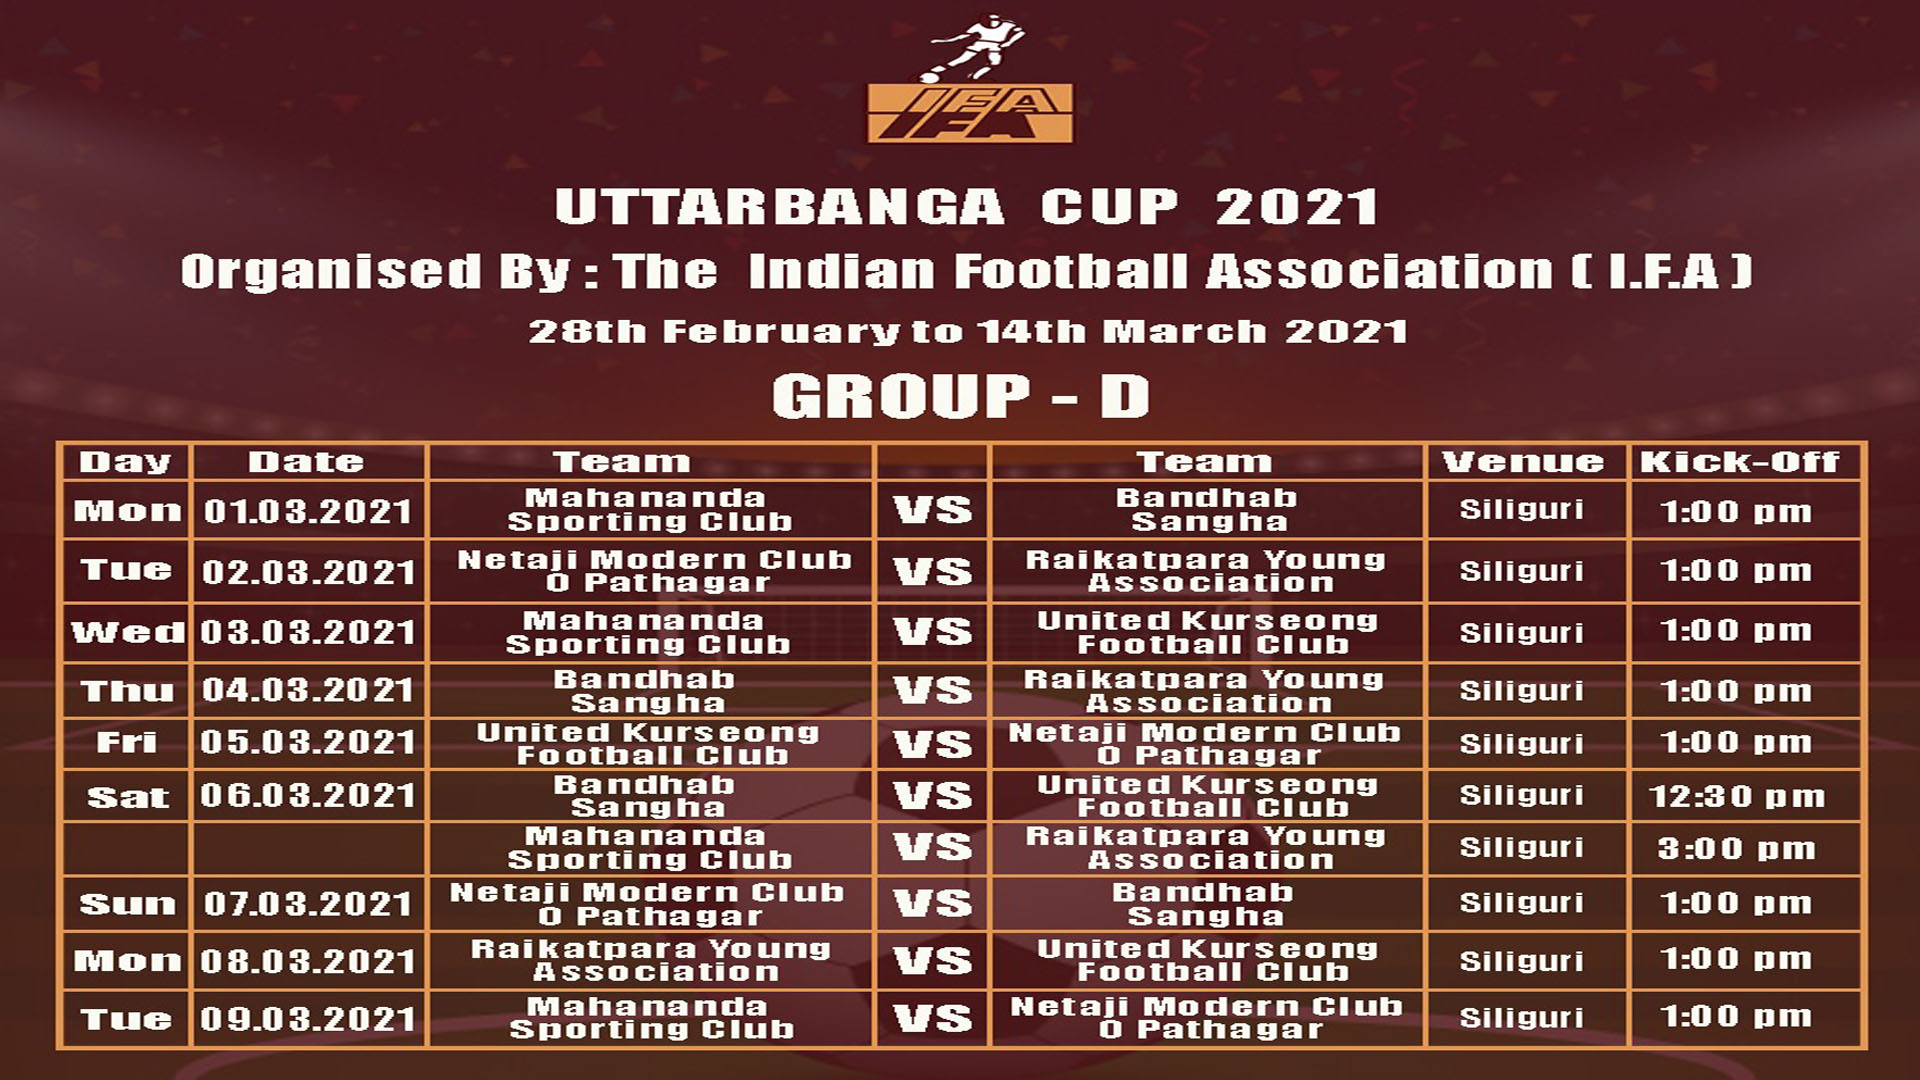 IFA
IFA
UTTARBANGA CUP 2021
Organised By : The Indian Football Association ( I.F.A )
28th February to 14th March 2021
GROUP - D
Day Date Team Team Venue Kick-Off
Mon 01.03.2021 Mahananda Sporting Club VS Bandhab Sangha Siliguri 1:00 pm
Tue 02.03.2021 Netaji Modern Club O Pathagar VS Raikatpara Young Association Siliguri 1:00 pm
Wed 03.03.2021 Mahananda Sporting Club VS United Kurseong Football Club Siliguri 1:00 pm
Thu 04.03.2021 Bandhab Sangha VS Raikatpara Young Association Siliguri 1:00 pm
Fri 05.03.2021 United Kurseong Football Club VS Netaji Modern Club O Pathagar Siliguri 1:00 pm
Sat 06.03.2021 Bandhab Sangha VS United Kurseong Football Club Siliguri 12:30 pm
Mahananda Sporting Club VS Raikatpara Young Association Siliguri 3:00 pm
Sun 07.03.2021 Netaji Modern Club O Pathagar VS Bandhab Sangha Siliguri 1:00 pm
Mon 08.03.2021 Raikatpara Young Association VS United Kurseong Football Club Siliguri 1:00 pm
Tue 09.03.2021 Mahananda Sporting Club VS Netaji Modern Club O Pathagar Siliguri 1:00 pm